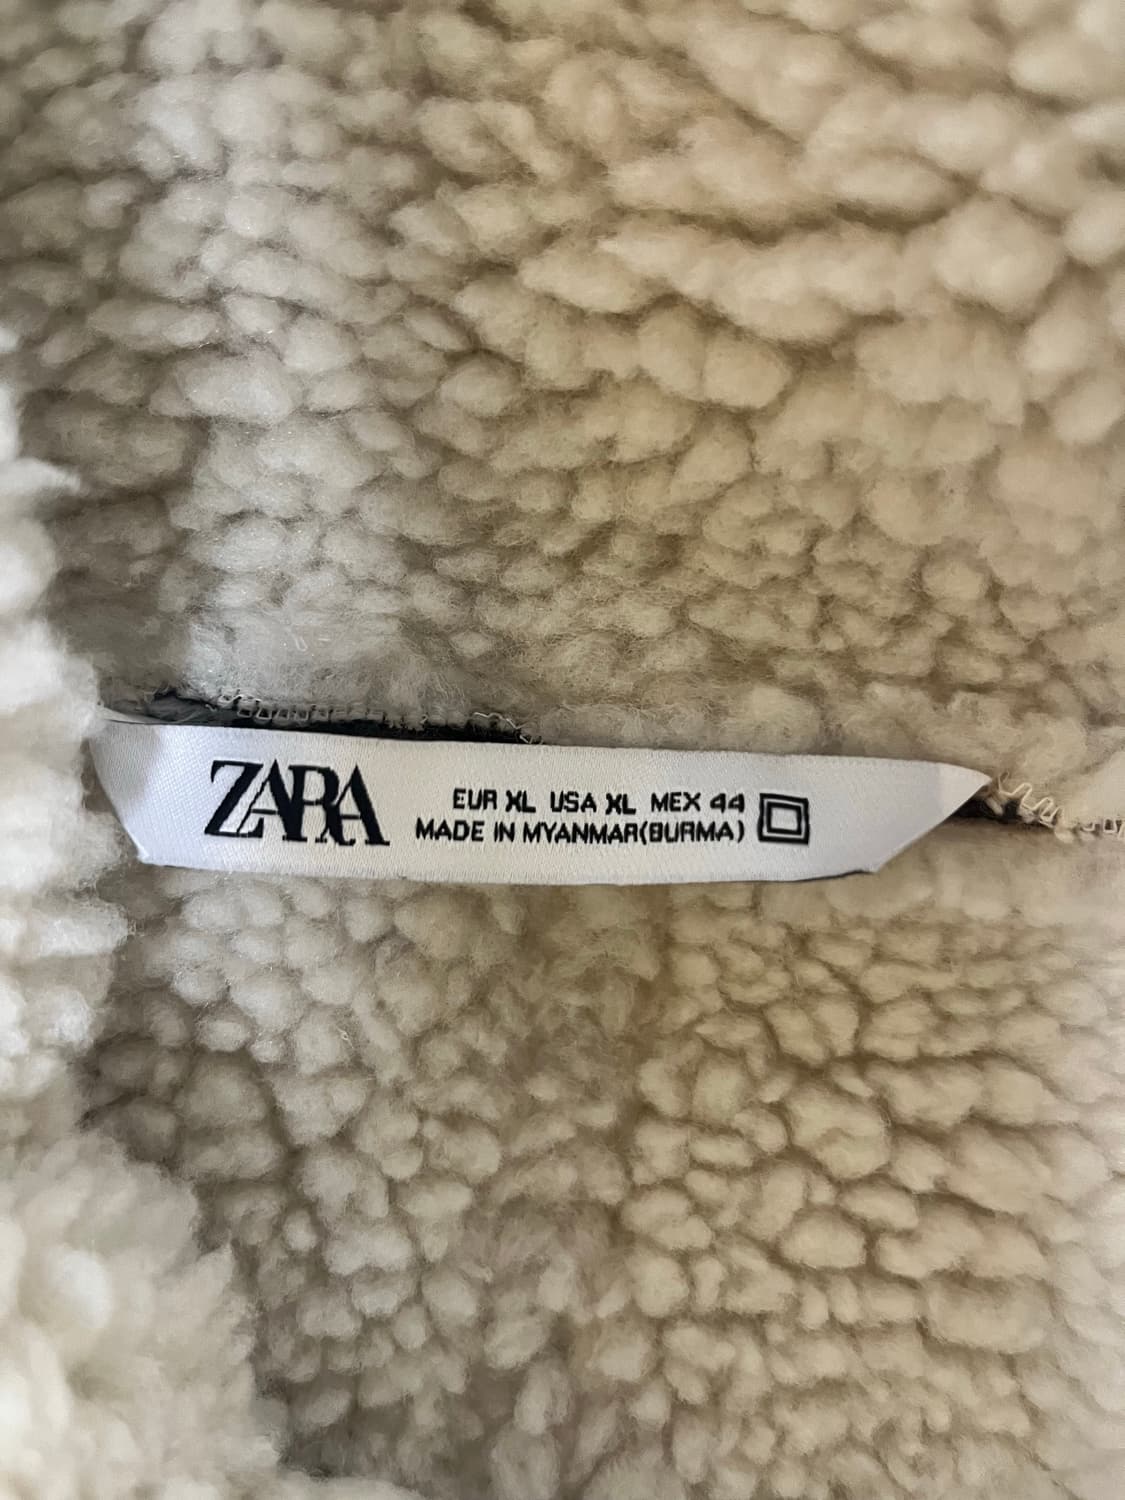 ZARA
EUR XL USA XL MEX 44
MADE IN MYANMAR(BURMA)